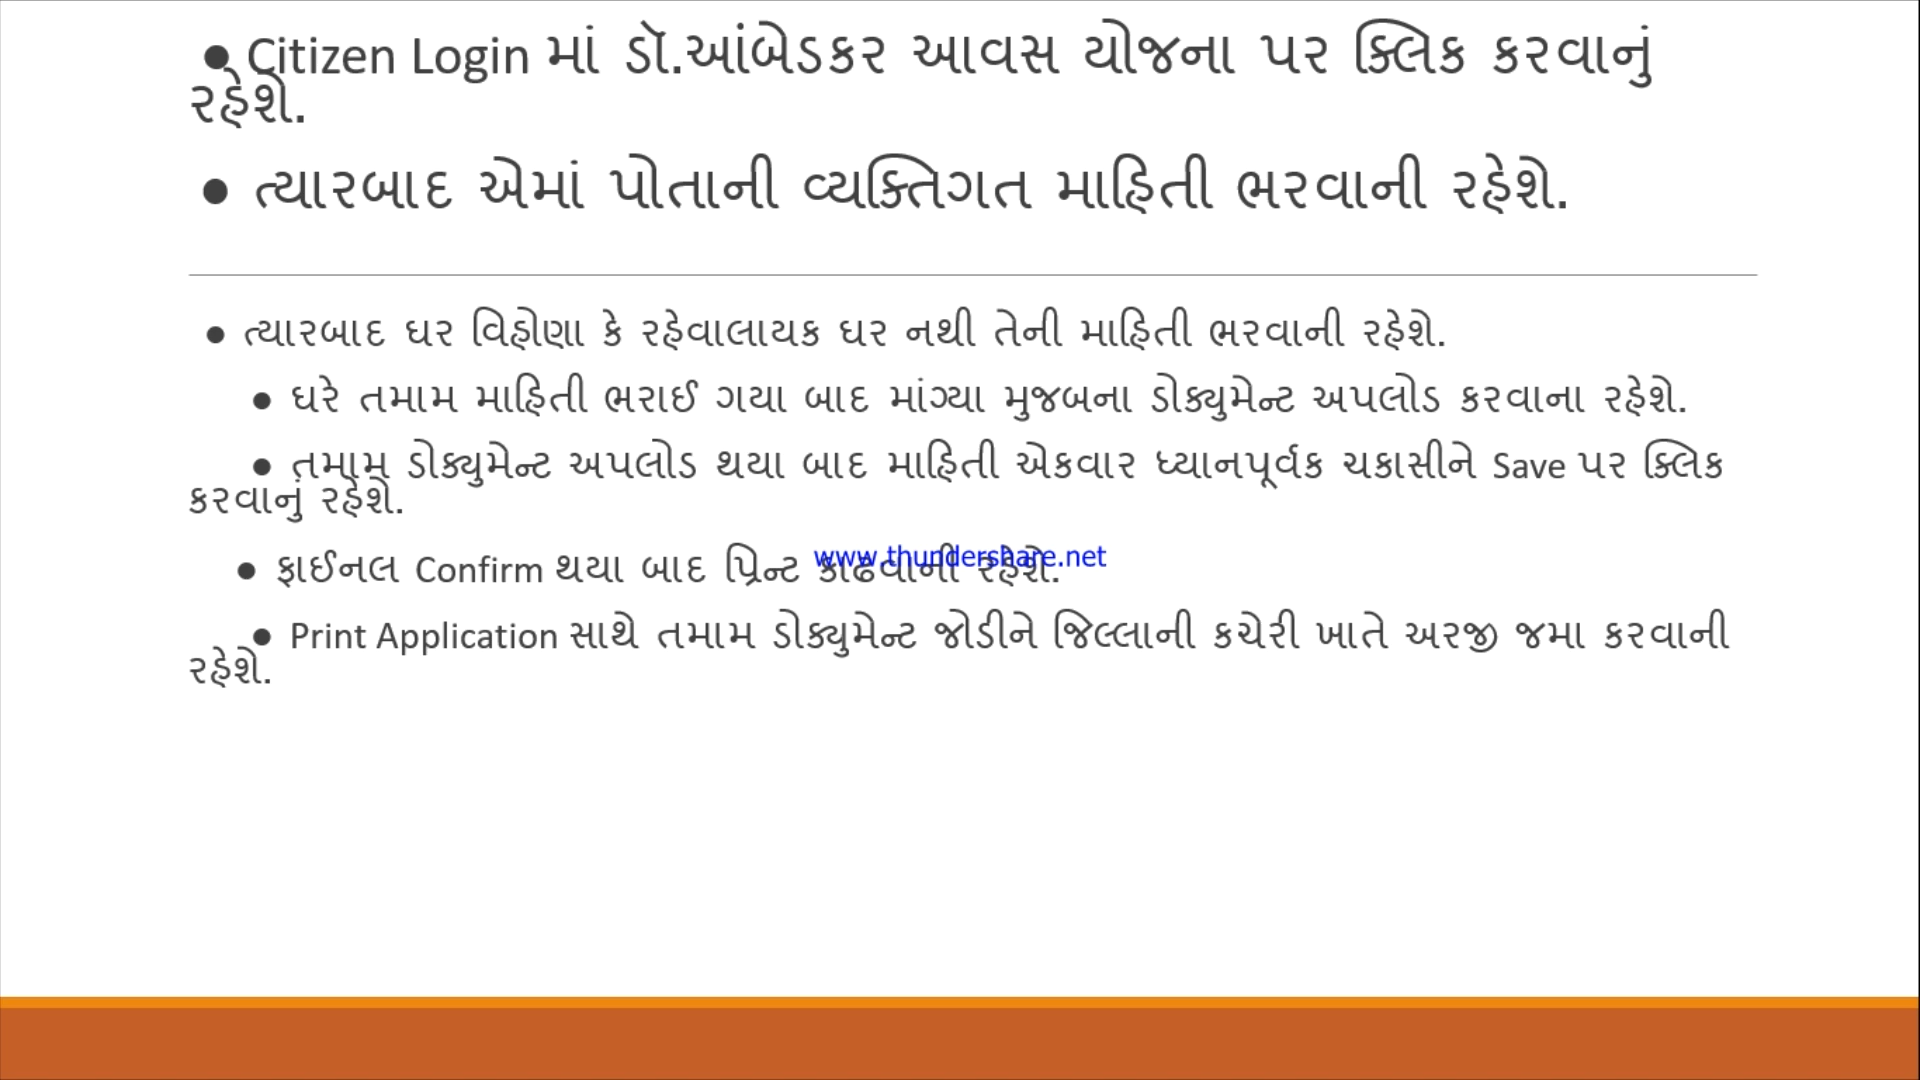 ● Citizen Login માં ડૉ.આંબેડકર આવસ યોજના પર ક્લિક કરવાનું
રહેશે.
● ત્યારબાદ એમાં પોતાની વ્યક્તિગત માહિતી ભરવાની રહેશે.
● ત્યારબાદ ઘર વિહોણા કે રહેવાલાયક ઘર નથી તેની માહિતી ભરવાની રહેશે.
● ઘરે તમામ માહિતી ભરાઈ ગયા બાદ માંગ્યા મુજબના ડોક્યુમેન્ટ અપલોડ કરવાના રહેશે.
● તમામ ડોક્યુમેન્ટ અપલોડ થયા બાદ માહિતી એકવાર ધ્યાનપૂર્વક ચકાસીને Save પર ક્લિક
કરવાનું રહેશે.
● ફાઈનલ Confirm થયા બાદ પ્રિન્ટ કાઢવાની રહેશે.
www.thundershare.net
● Print Application સાથે તમામ ડોક્યુમેન્ટ જોડીને જિલ્લાની કચેરી ખાતે અરજી જમા કરવાની
રહેશે.